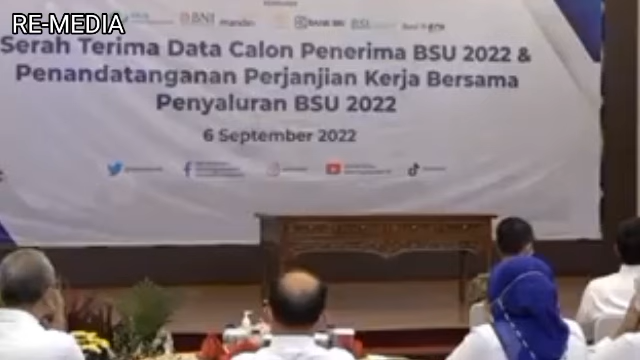 RE-MEDIA
BNI mandiri BANK BRI BSI
Serah Terima Data Calon Penerima BSU 2022 &
Penandatanganan Perjanjian Kerja Bersama
Penyaluran BSU 2022
6 September 2022